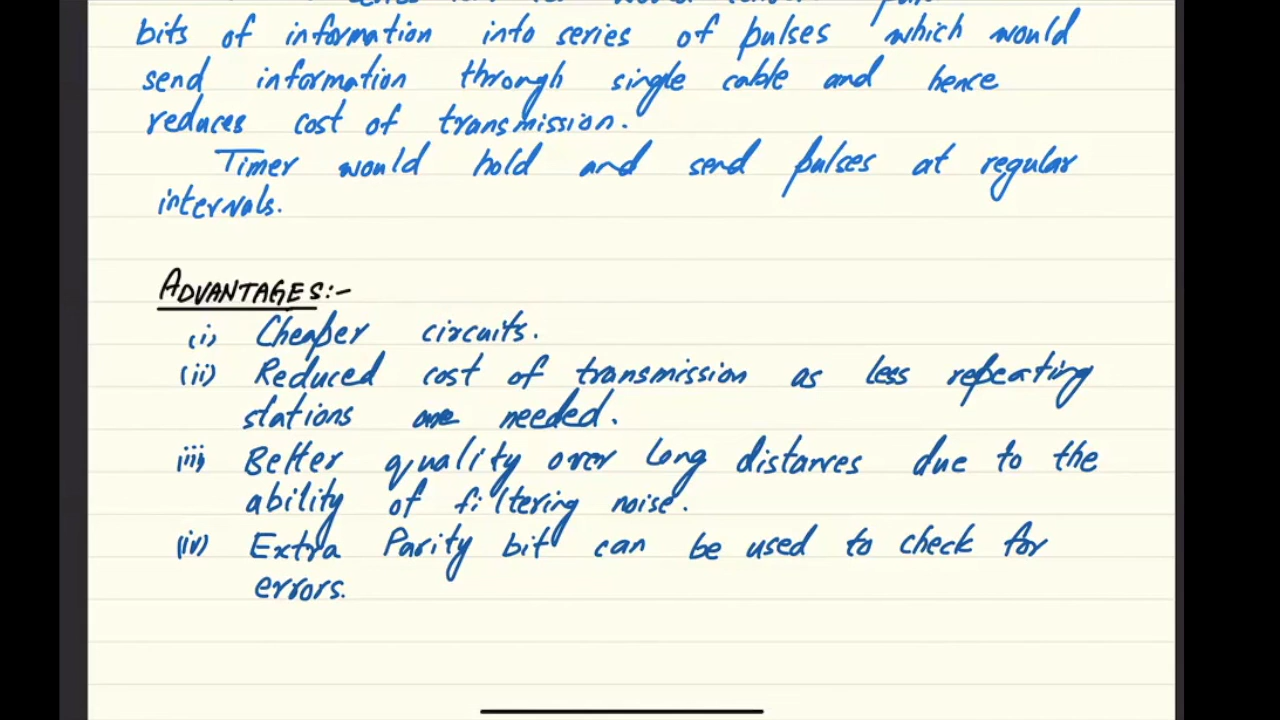 bits of information into series of pulses which would
send information through single cable and hence
reduces cost of transmission.
Timer would hold and send pulses at regular
intervals.
ADVANTAGES:-
(i) Cheaper circuits.
(ii) Reduced cost of transmission as less repeating
stations are needed.
(iii) Better quality over long distances due to the
ability of filtering noise.
(iv) Extra Parity bit can be used to check for
errors.